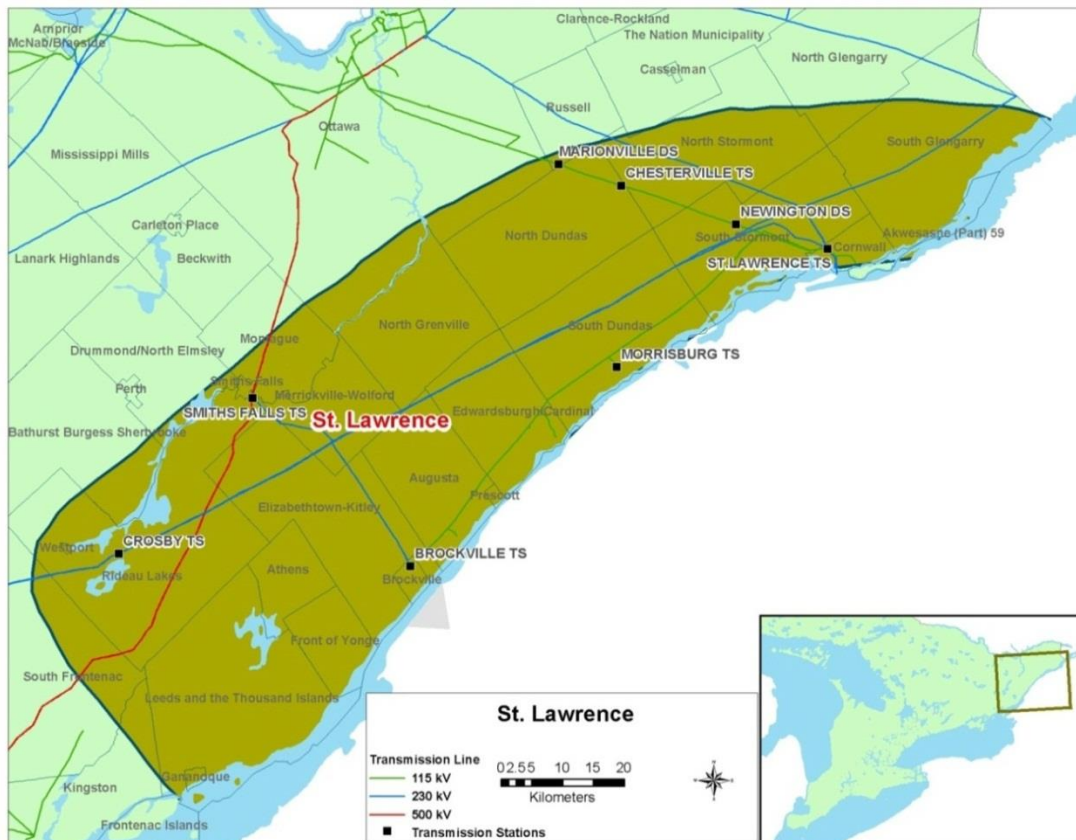 Clarence-Rockland
Arnprior
The Nation Municipality
McNab/Braeside
North Glengarry
Casselman
Russell
Ottawa
North Stormont
South Glengarry
Mississippi Mills
MARIONVILLE DS
CHESTERVILLE TS
Carleton Place
NEWINGTON DS
North Dundas
South Stormont
Akwesasne (Part) 59
Cornwall
Lanark Highlands
Beckwith
ST.LAWRENCE TS
North Grenville
South Dundas
Montague
Drummond/North Elmsley
MORRISBURG TS
Perth
Smiths Falls
Merrickville-Wolford
SMITHS FALLS TS
St. Lawrence
Edwardsburgh/Cardinal
Bathurst Burgess Sherbrooke
Augusta
Prescott
Elizabethtown-Kitley
CROSBY TS
Westport
BROCKVILLE TS
Rideau Lakes
Athens
Brockville
Front of Yonge
South Frontenac
Leeds and the Thousand Islands
Gananoque
Kingston
Frontenac Islands
St. Lawrence
Transmission Line
115 kV
230 kV
500 kV
Transmission Stations
0 2.5 5 10 15 20
Kilometers